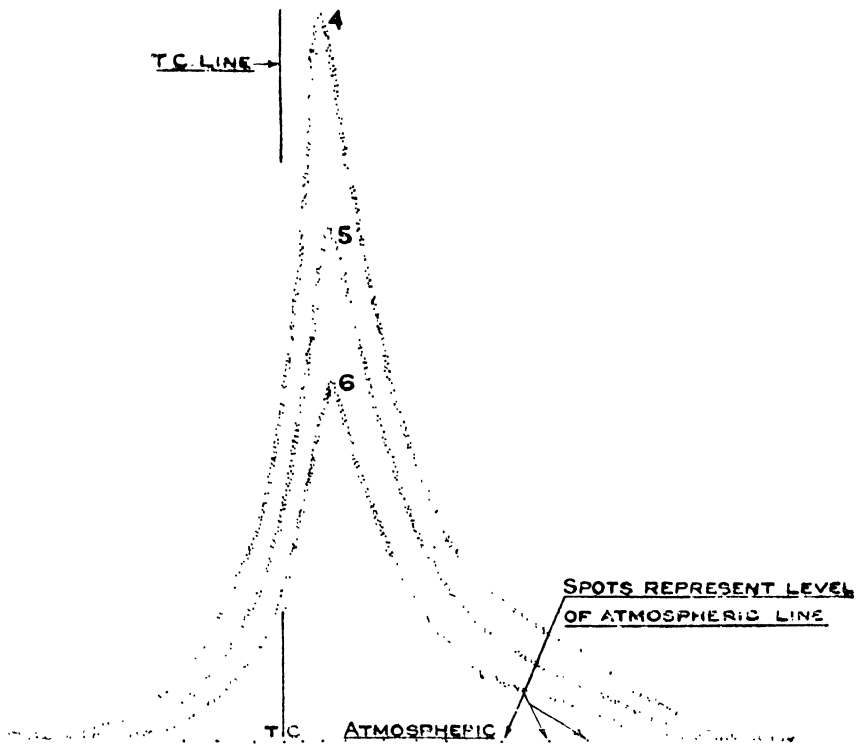 4
T.C. LINE
5
6
SPOTS REPRESENT LEVEL
OF ATMOSPHERIC LINE
T C ATMOSPHERIC